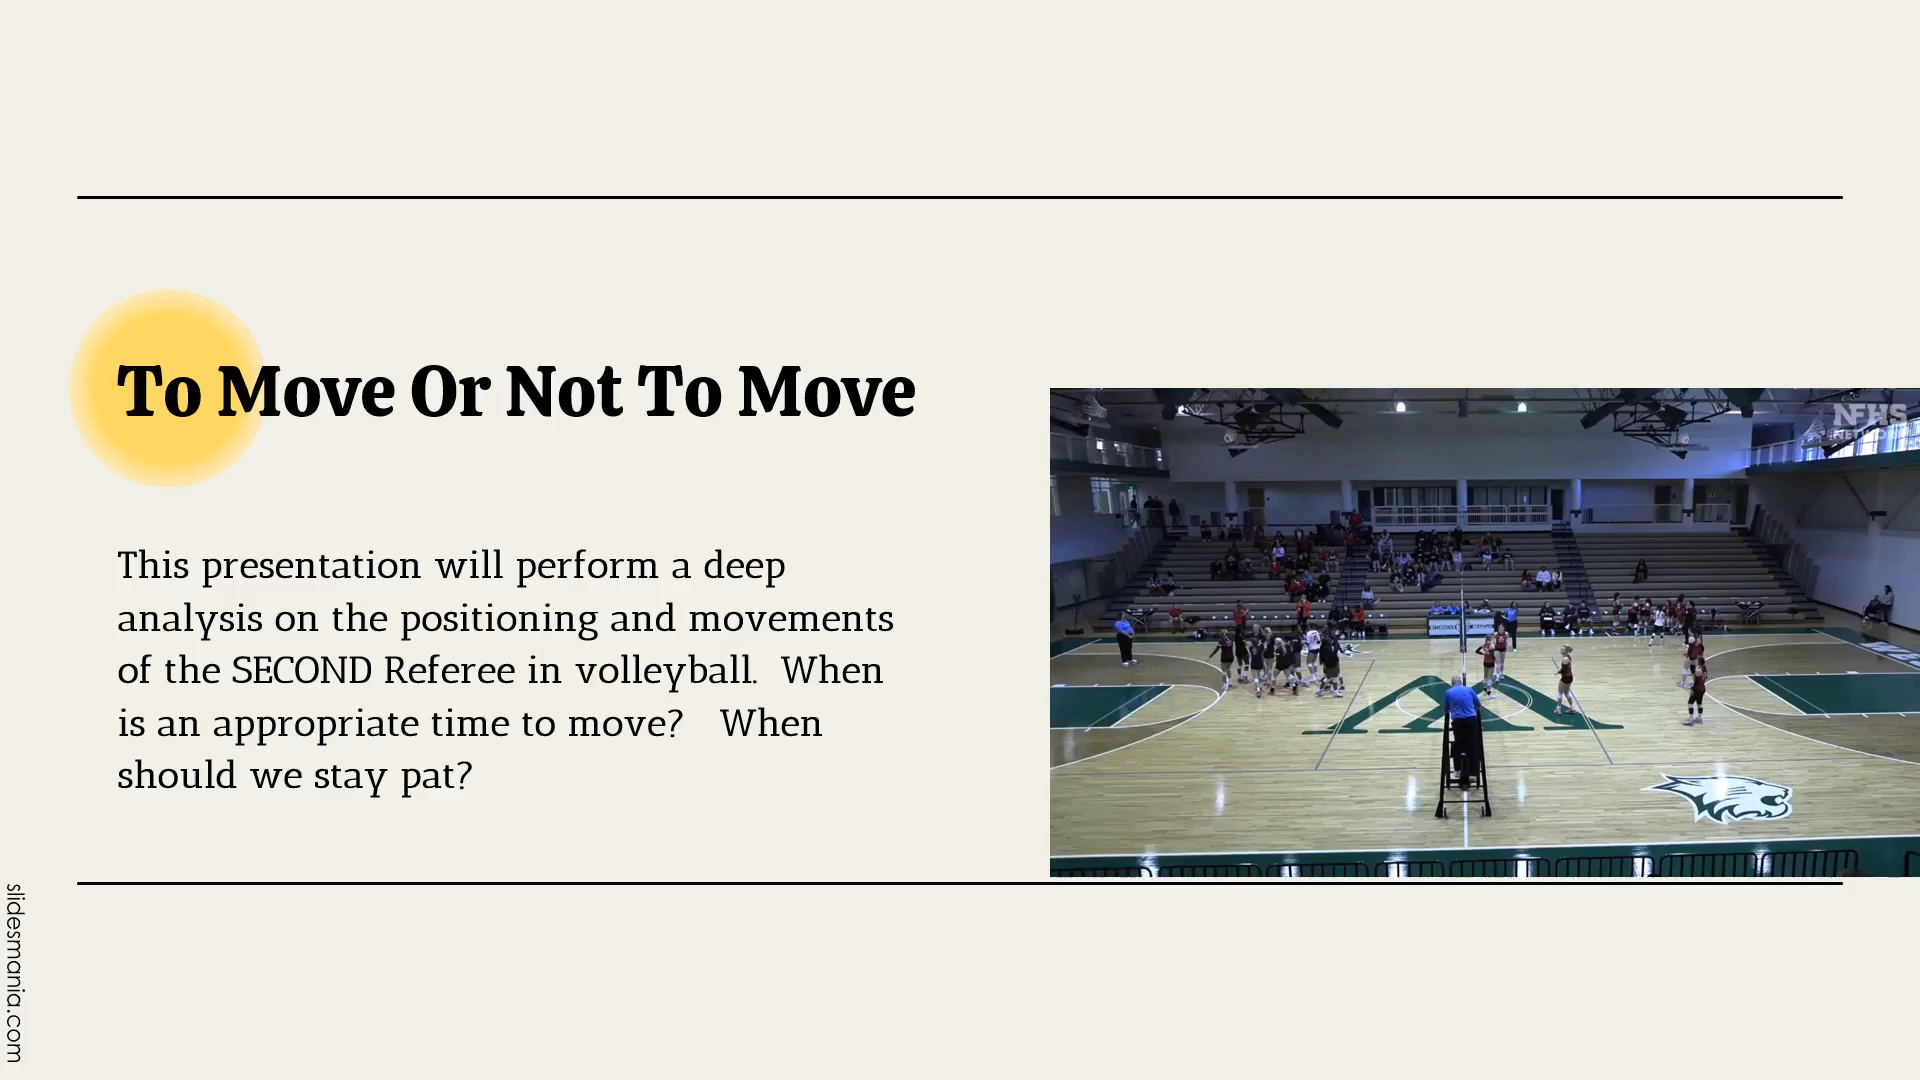 To Move Or Not To Move
This presentation will perform a deep
analysis on the positioning and movements
of the SECOND Referee in volleyball.  When
is an appropriate time to move?   When
should we stay pat?
NFHS
NETWORK
slidesmania.com